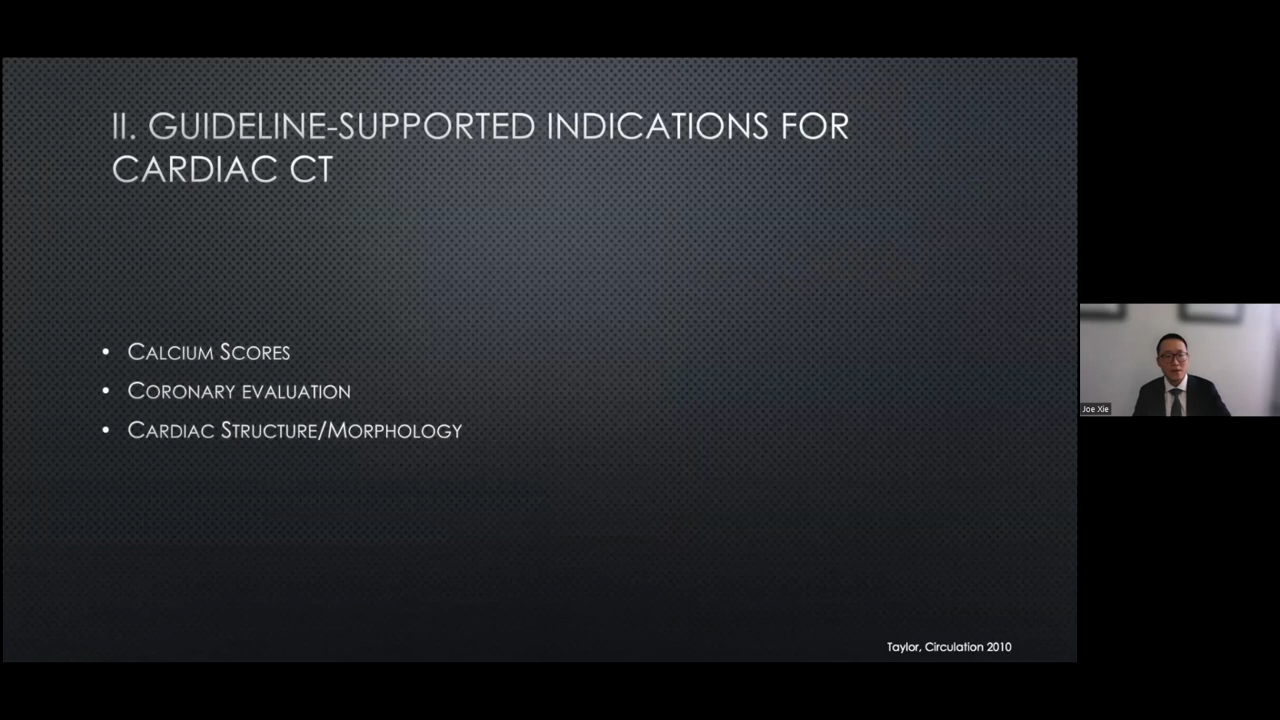 II. GUIDELINE-SUPPORTED INDICATIONS FOR
CARDIAC CT
• CALCIUM SCORES
• CORONARY EVALUATION
• CARDIAC STRUCTURE/MORPHOLOGY
Taylor, Circulation 2010
Joe Xie